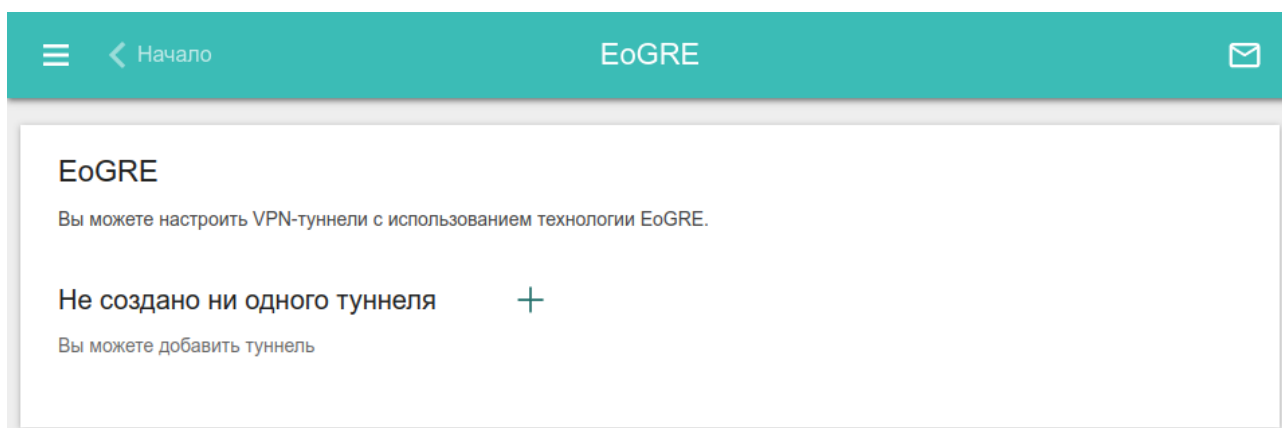 Начало
EoGRE
EoGRE
Вы можете настроить VPN-туннели с использованием технологии EoGRE.
Не создано ни одного туннеля
Вы можете добавить туннель